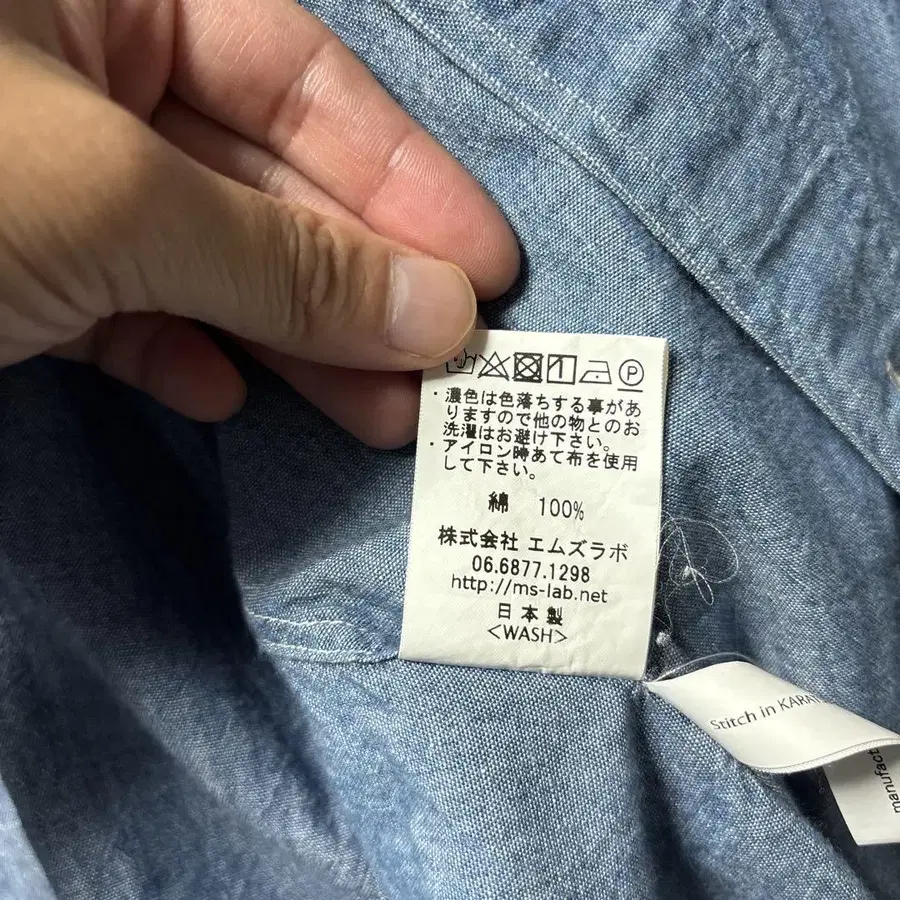 ・濃色は色落ちする事があ
りますので他の物とのお
洗濯はお避け下さい。
・アイロン時あて布を使用
して下さい。
綿 100%
株式会社 エムズラボ
06.6877.1298
http://ms-lab.net
日本製
<WASH>
Stitch in